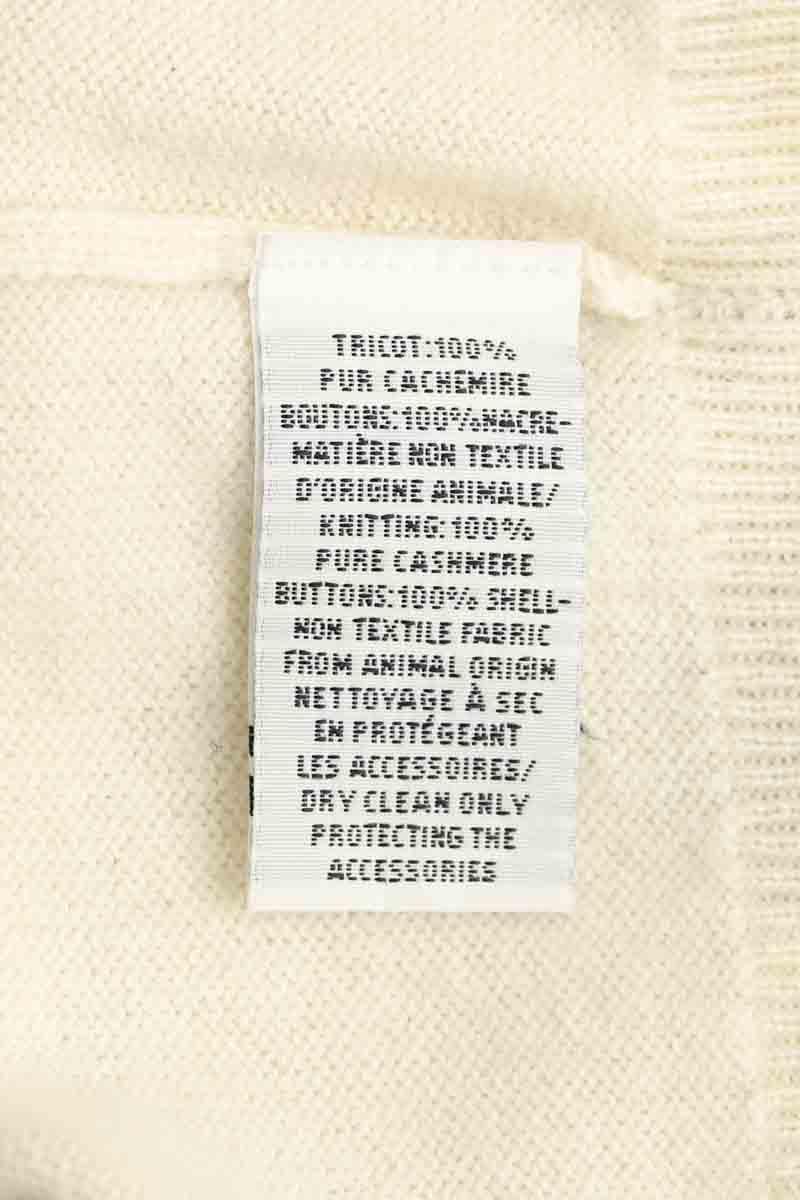 TRICOT:100%
PUR CACHEMIRE
BOUTONS:100%NACRE-
MATIÈRE NON TEXTILE
D'ORIGINE ANIMALE/
KNITTING:100%
PURE CASHMERE
BUTTONS:100% SHELL-
NON TEXTILE FABRIC
FROM ANIMAL ORIGIN
NETTOYAGE À SEC
EN PROTÉGEANT
LES ACCESSOIRES/
DRY CLEAN ONLY
PROTECTING THE
ACCESSORIES